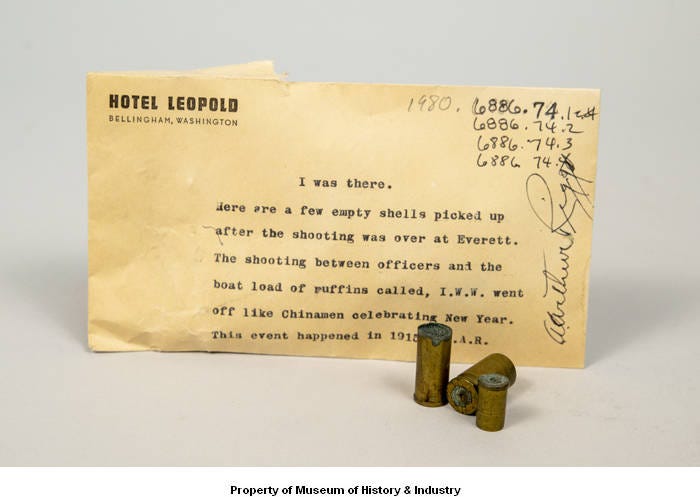 HOTEL LEOPOLD
BELLINGHAM, WASHINGTON
1980. 6886.74.1
6886.74.2
6886.74.3
6886 74.
I was there.
Here are a few empty shells picked up
after the shooting was over at Everett.
The shooting between officers and the
boat load of ruffins called, I.W.W. went
off like Chinamen celebrating New Year.
This event happened in 191 .A.R.
Arthur
Property of Museum of History & Industry